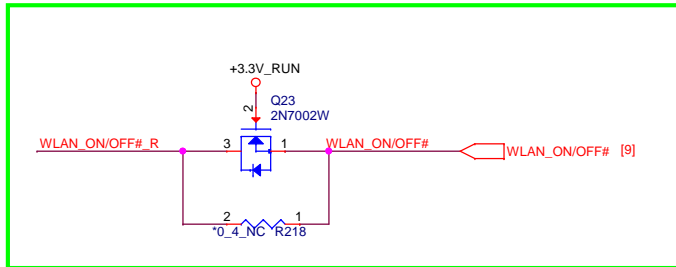 +3.3V_RUN
2
Q23
2N7002W
WLAN_ON/OFF#_R
3
1
WLAN_ON/OFF#
WLAN_ON/OFF# [9]
2
1
*0_4_NC R218